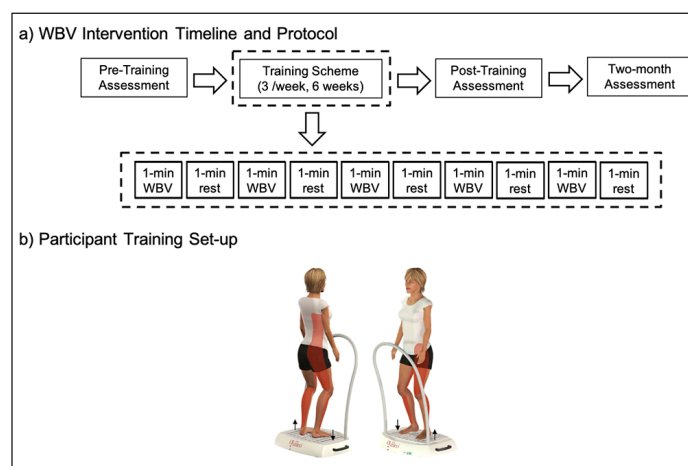 a) WBV Intervention Timeline and Protocol
Pre-Training
Assessment
Training Scheme
(3 /week, 6 weeks)
Post-Training
Assessment
Two-month
Assessment
1-min
WBV
1-min
rest
1-min
WBV
1-min
rest
1-min
WBV
1-min
rest
1-min
WBV
1-min
rest
1-min
WBV
1-min
rest
b) Participant Training Set-up